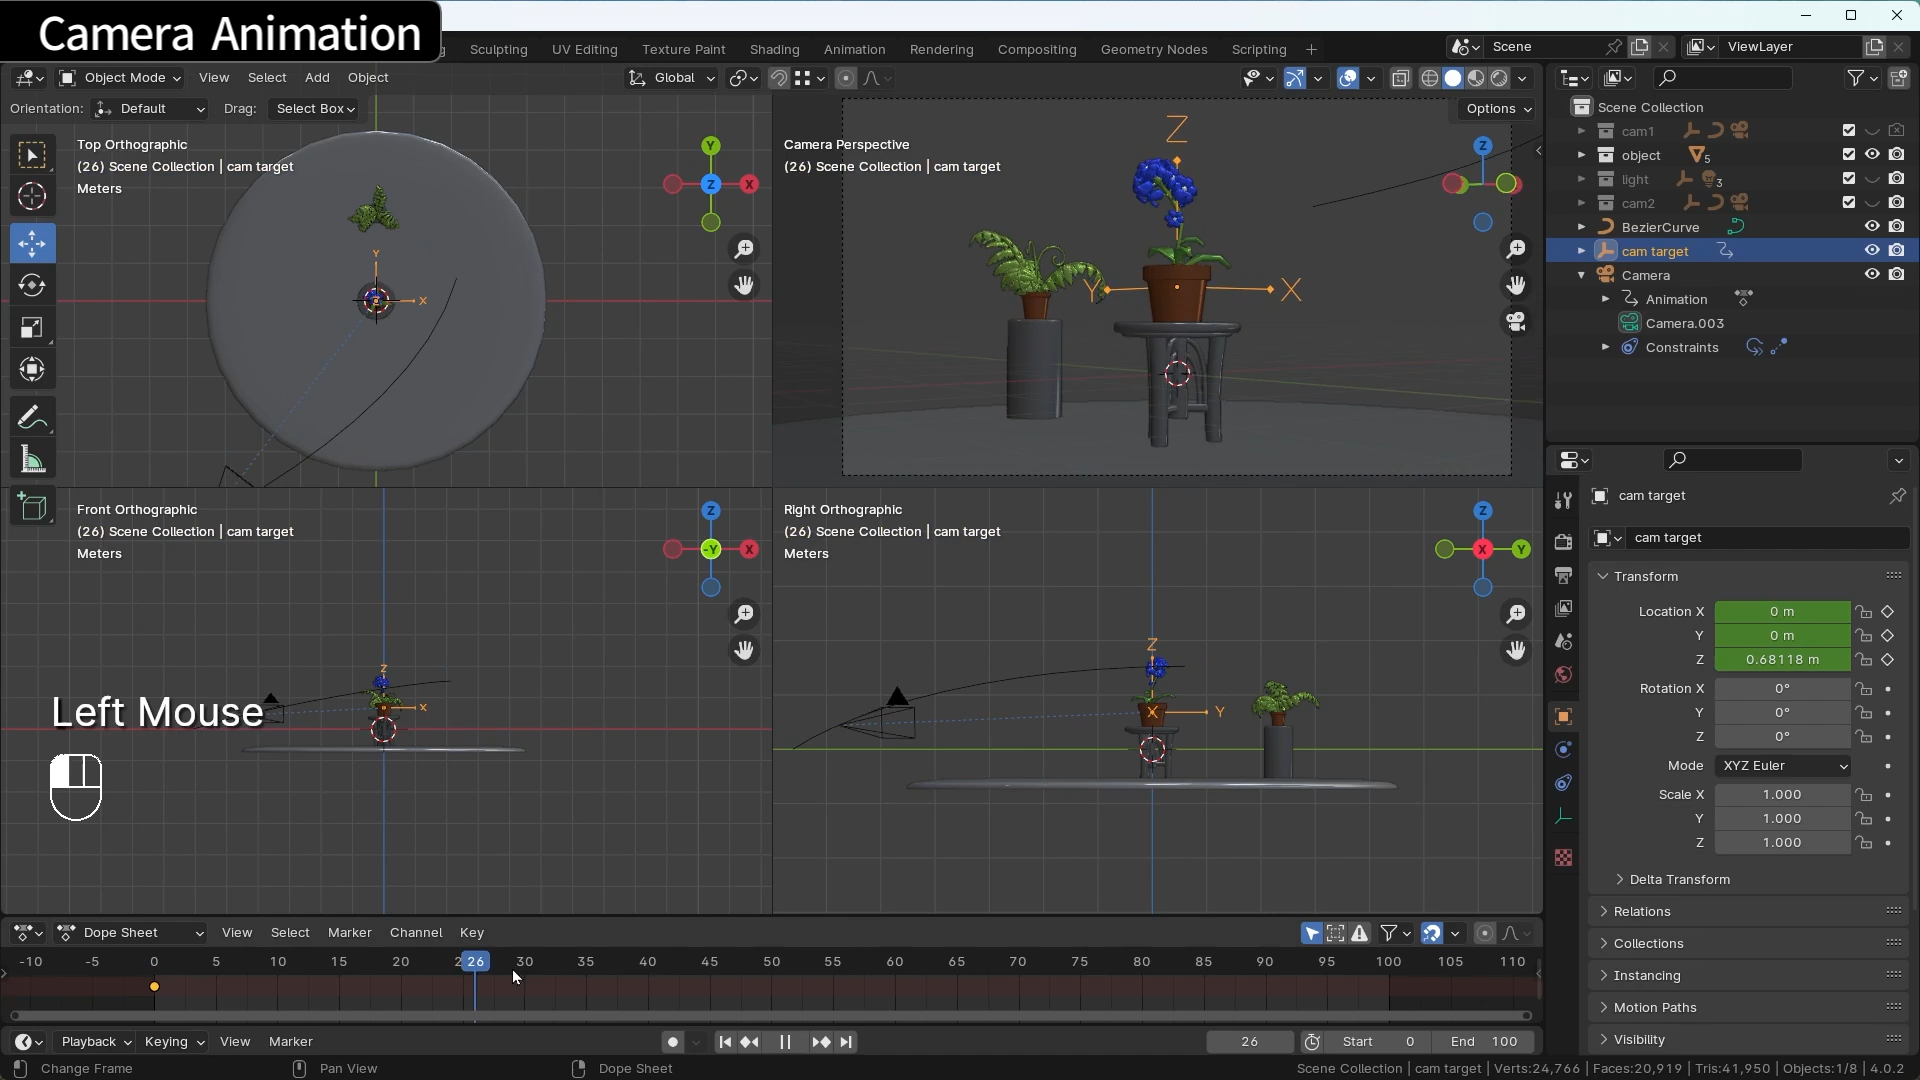 Camera Animation
Sculpting UV Editing Texture Paint Shading Animation Rendering Compositing Geometry Nodes Scripting +
Scene
ViewLayer
Object Mode View Select Add Object
Global
Orientation: Default Drag: Select Box
Options
Top Orthographic
(26) Scene Collection | cam target
Meters
Y
Z
X
Y
X
Camera Perspective
(26) Scene Collection | cam target
Z
Y
X
Z
Front Orthographic
(26) Scene Collection | cam target
Meters
Z
-Y
X
Z
X
Left Mouse
Right Orthographic
(26) Scene Collection | cam target
Meters
Z
X
Y
Z
X
Y
Scene Collection
cam1
object 5
light 3
cam2
BezierCurve
cam target
Camera
Animation
Camera.003
Constraints
cam target
cam target
Transform
Location X 0 m
Y 0 m
Z 0.68118 m
Rotation X 0°
Y 0°
Z 0°
Mode XYZ Euler
Scale X 1.000
Y 1.000
Z 1.000
Delta Transform
Relations
Collections
Instancing
Motion Paths
Visibility
Dope Sheet View Select Marker Channel Key
-10 -5 0 5 10 15 20 2 26 30 35 40 45 50 55 60 65 70 75 80 85 90 95 100 105 110
Playback Keying View Marker
26 Start 0 End 100
Change Frame Pan View Dope Sheet
Scene Collection | cam target | Verts:24,766 | Faces:20,919 | Tris:41,950 | Objects:1/8 | 4.0.2